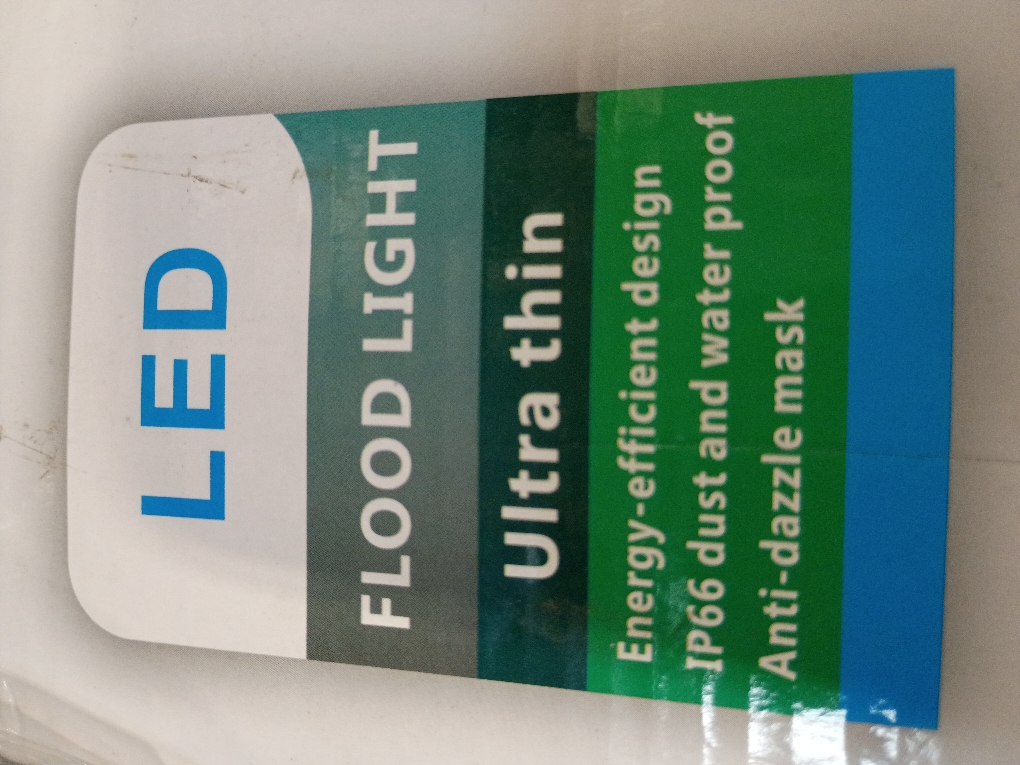 LED
FLOOD LIGHT
Ultra thin
Energy-efficient design
IP66 dust and water proof
Anti-dazzle mask